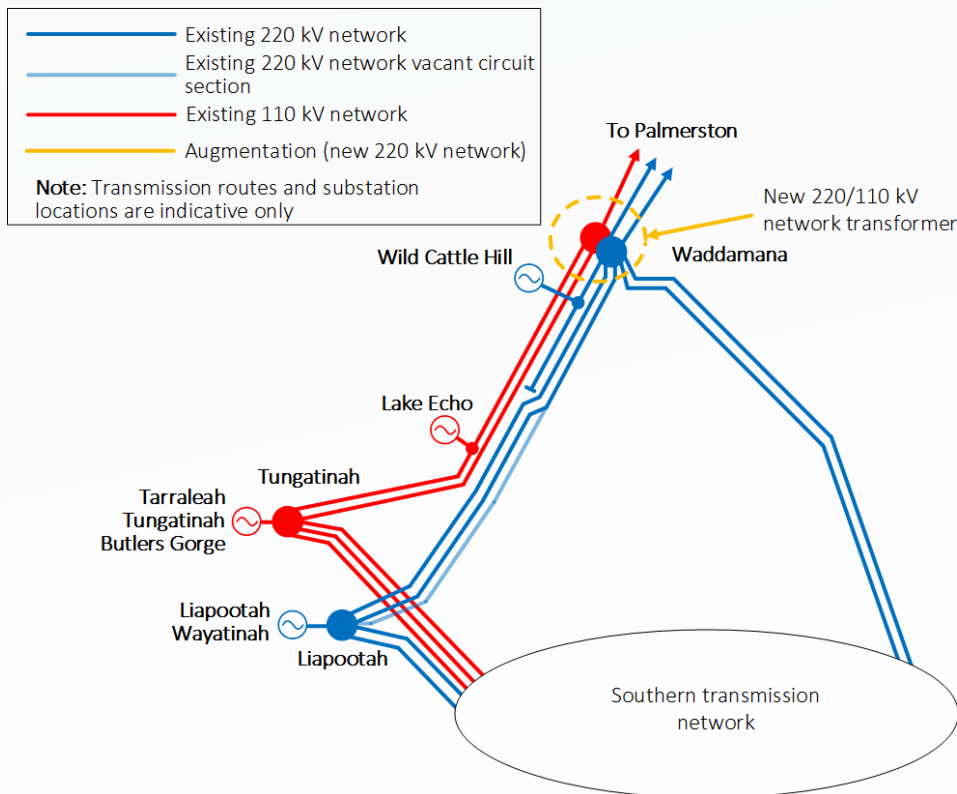 Existing 220 kV network
Existing 220 kV network vacant circuit
section
Existing 110 kV network
Augmentation (new 220 kV network)
Note: Transmission routes and substation
locations are indicative only
To Palmerston
New 220/110 kV
network transformer
Wild Cattle Hill
Waddamana
Lake Echo
Tungatinah
Tarraleah
Tungatinah
Butlers Gorge
Liapootah
Wayatinah
Liapootah
Southern transmission
network